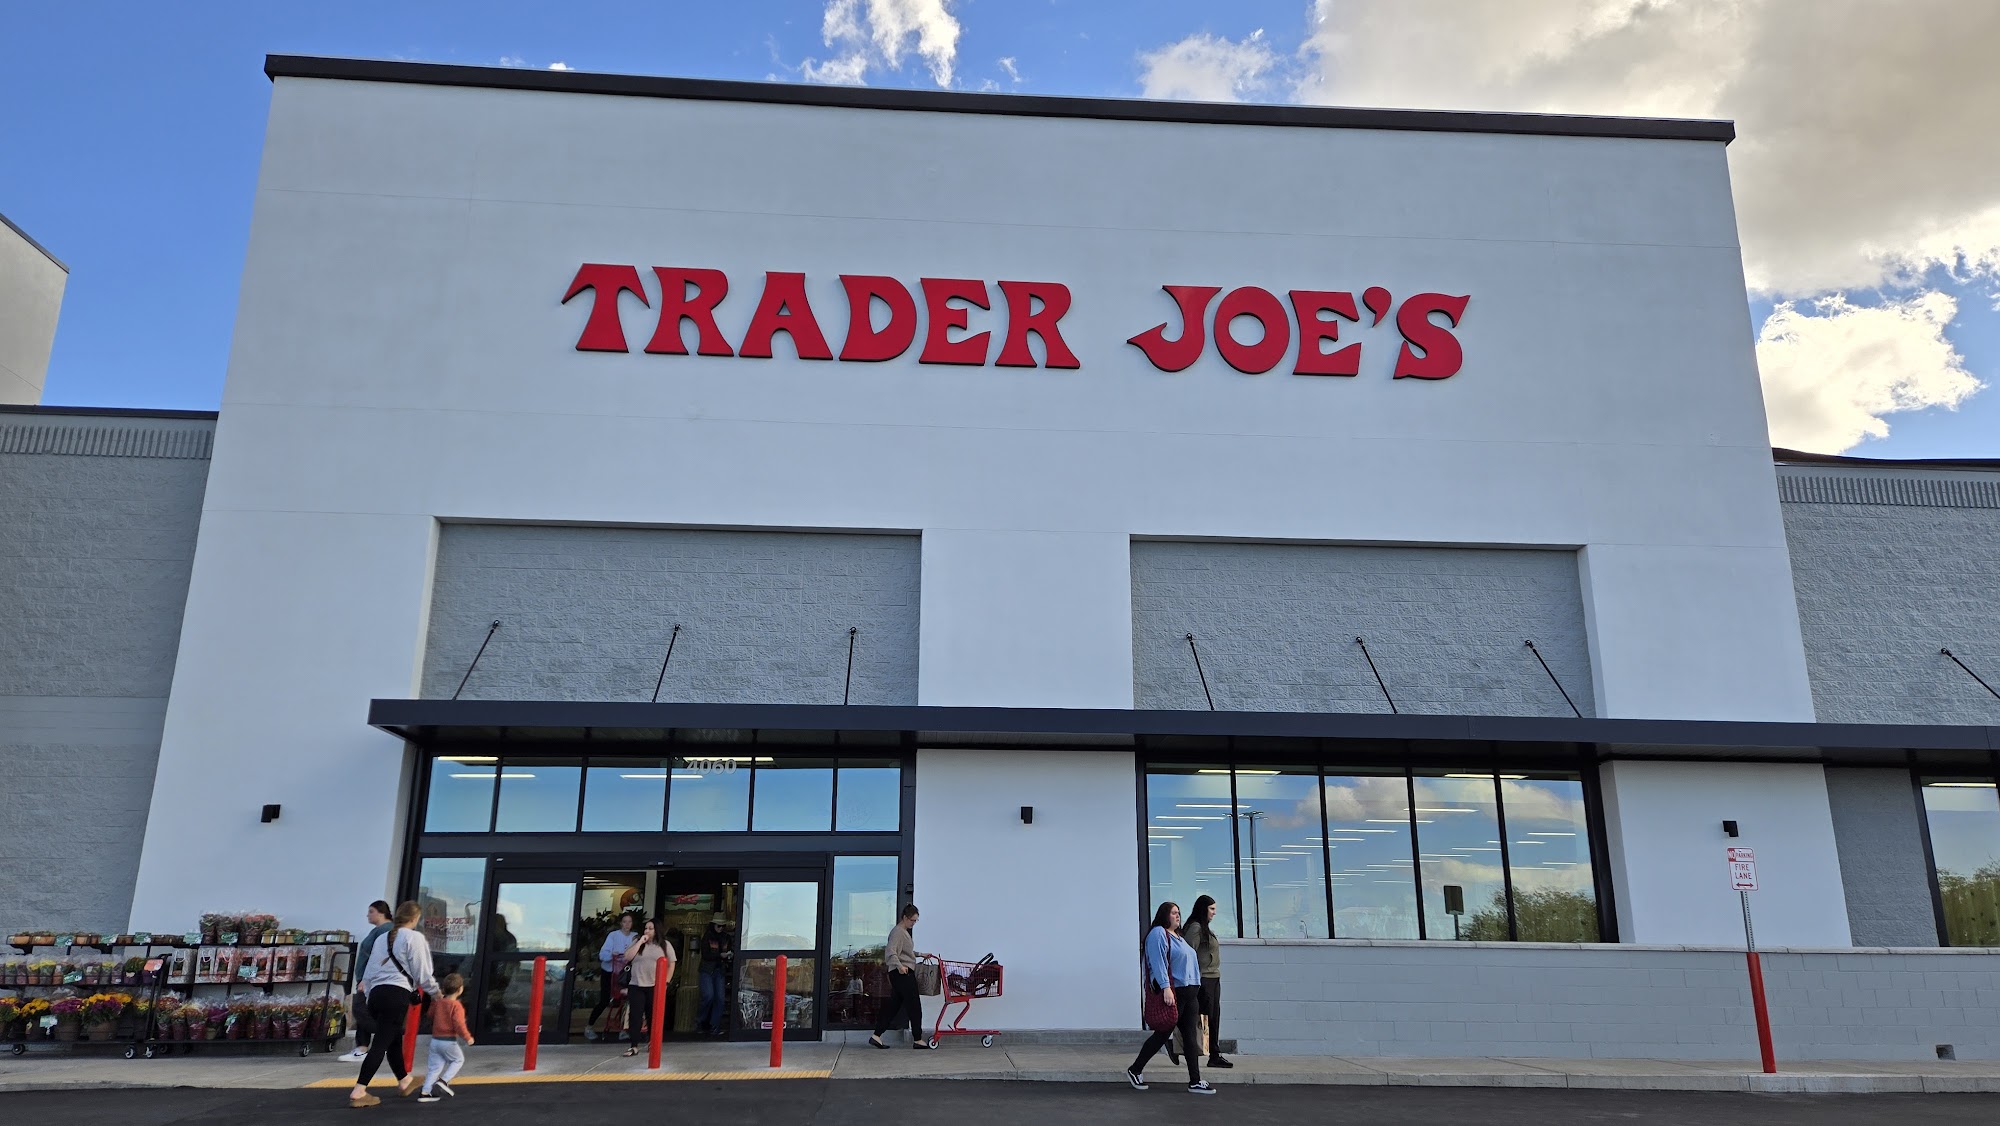 TRADER JOE'S
4060
NO PARKING
FIRE
LANE